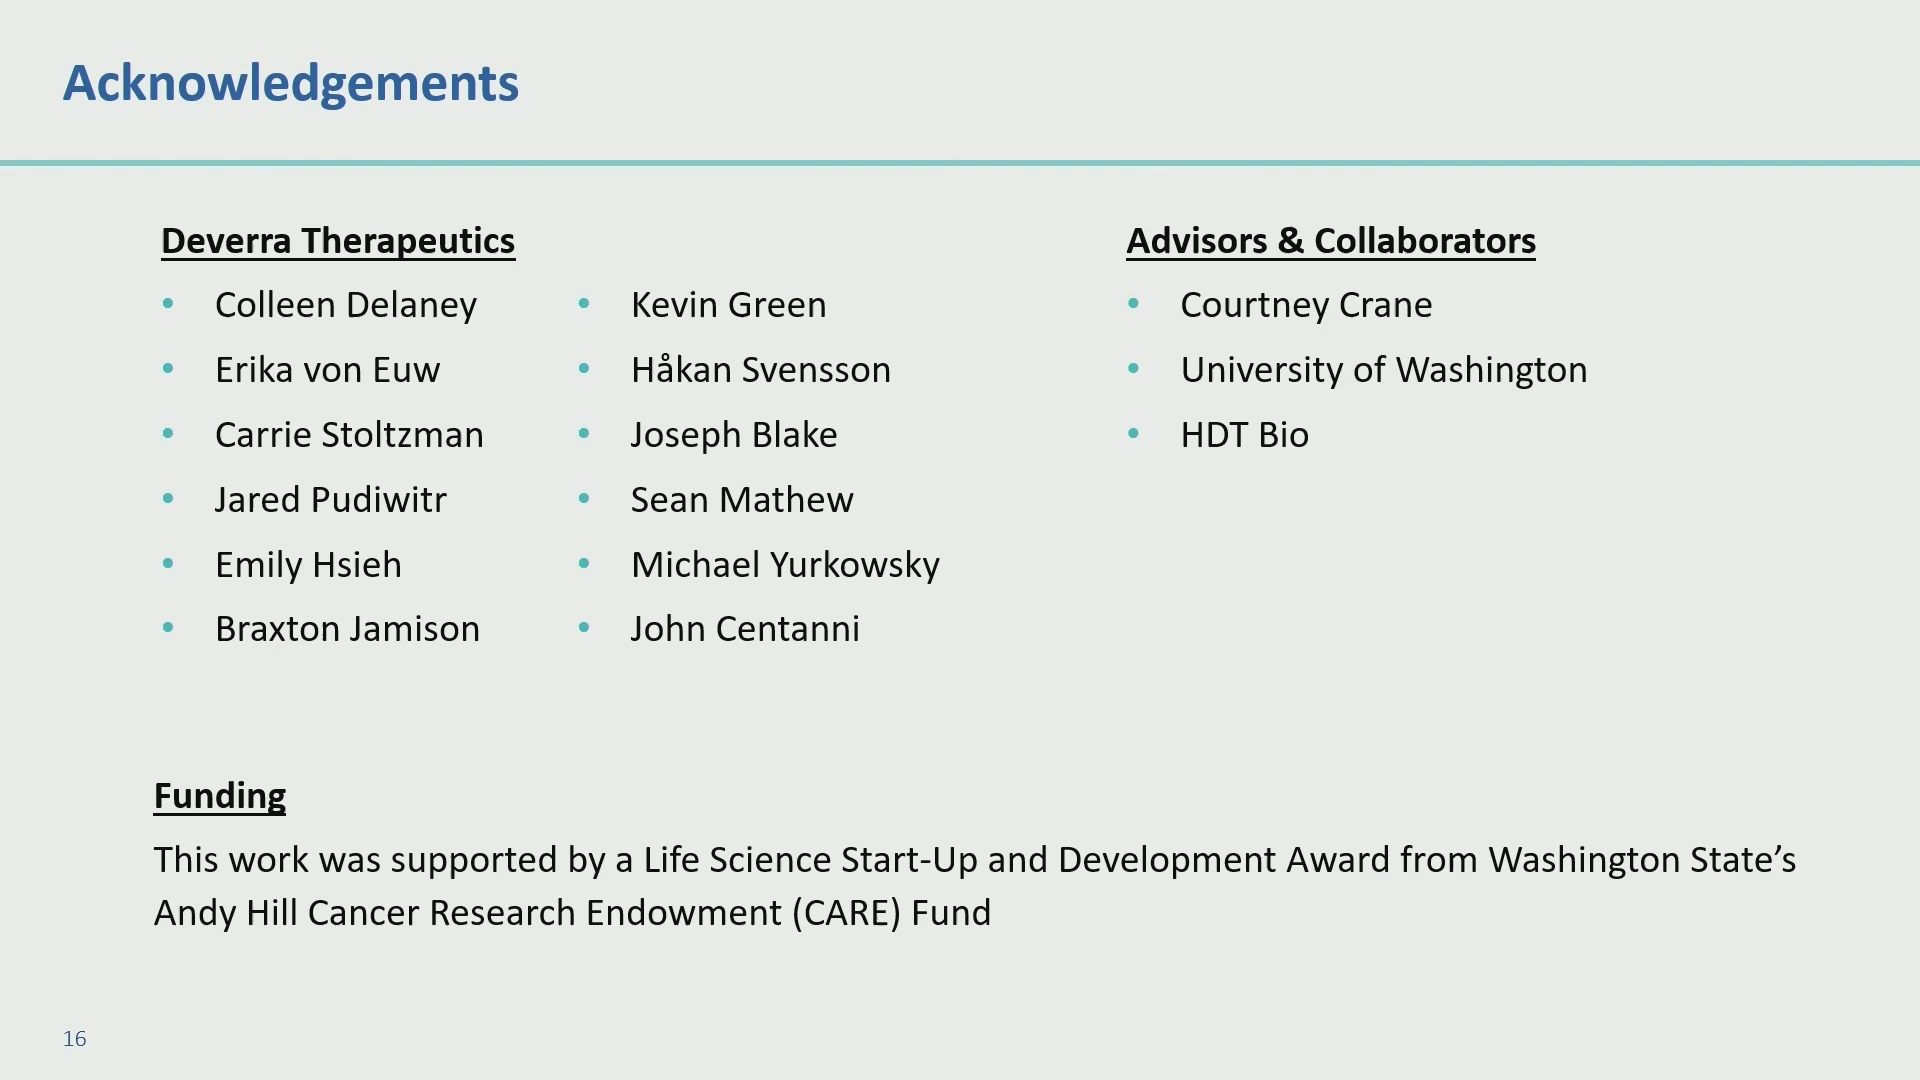 Acknowledgements
Deverra Therapeutics
• Colleen Delaney
• Erika von Euw
• Carrie Stoltzman
• Jared Pudiwitr
• Emily Hsieh
• Braxton Jamison
• Kevin Green
• Håkan Svensson
• Joseph Blake
• Sean Mathew
• Michael Yurkowsky
• John Centanni
Advisors & Collaborators
• Courtney Crane
• University of Washington
• HDT Bio
Funding
This work was supported by a Life Science Start-Up and Development Award from Washington State’s
Andy Hill Cancer Research Endowment (CARE) Fund
16